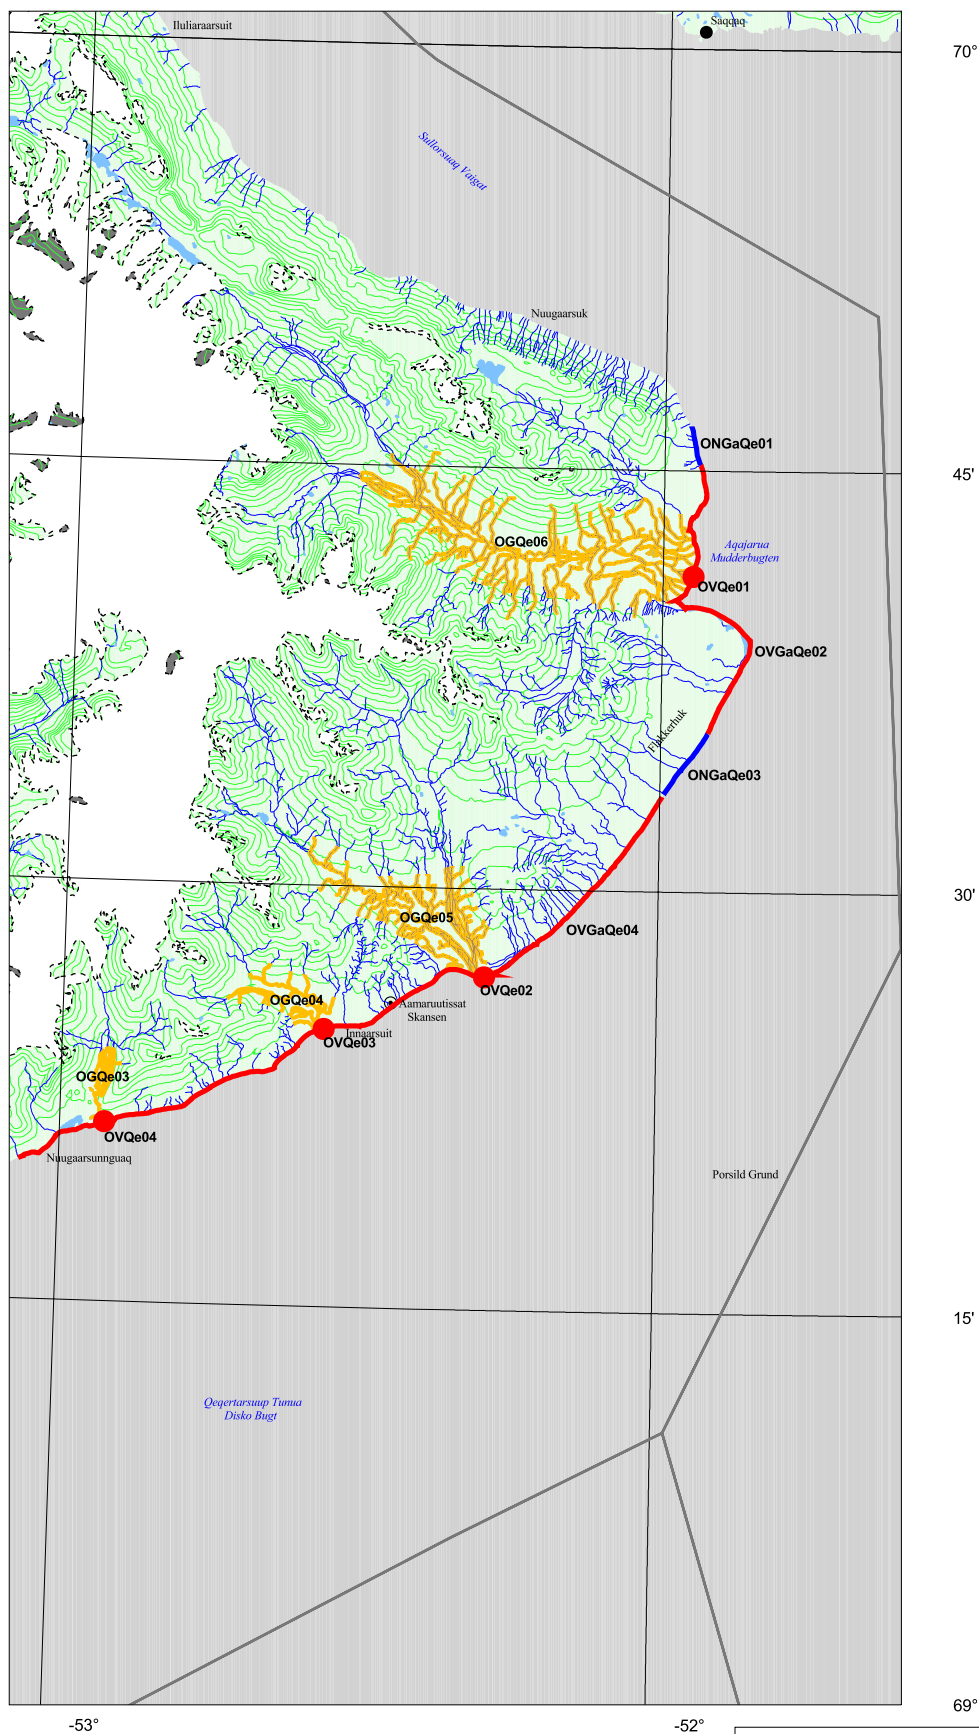 Iluliaraarsuit
Saqqaq
70°
Sullorsuaq Vaigat
Nuugaarsuk
ONGaQe01
45'
OGQe06
Aqajarua
Mudderbugten
OVQe01
OVGaQe02
Flakkerhuk
ONGaQe03
30'
OGQe05
OVGaQe04
OVQe02
OGQe04
Aamaruutissat
Skansen
Innaarsuit
OVQe03
OGQe03
OVQe04
Nuugaarsunnguaq
Porsild Grund
15'
Qeqertarsuup Tunua
Disko Bugt
69°
-53°
-52°